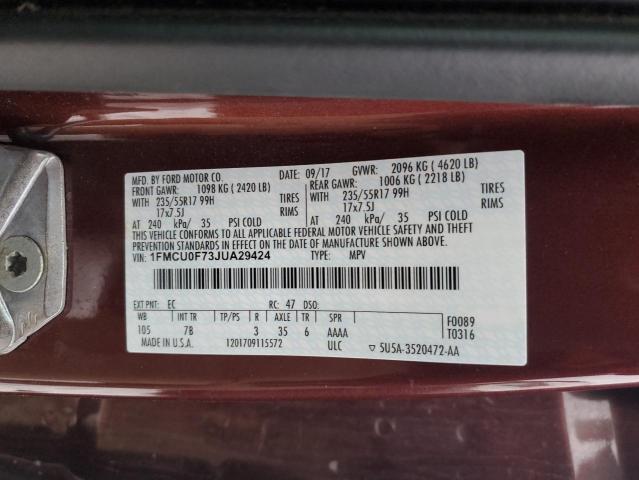 MFD. BY FORD MOTOR CO. 09/17 GVWR: 2096 KG ( 4620 LB)
FRONT GAWR: 1098 KG ( 2420 LB) REAR GAWR: 1006 KG ( 2218 LB)
WITH 235/55R17 99H TIRES WITH 235/55R17 99H TIRES
17x7.5J RIMS 17x7.5J RIMS
AT 240 kPa/ 35 PSI COLD AT 240 kPa/ 35 PSI COLD
THIS VEHICLE CONFORMS TO ALL APPLICABLE FEDERAL MOTOR VEHICLE SAFETY AND THEFT
PREVENTION STANDARDS IN EFFECT ON THE DATE OF MANUFACTURE SHOWN ABOVE.
VIN: 1FMCU0F73JUA29424 TYPE: MPV
EXT PNT: EC RC: 47 DSO:
WB INT TR TP/PS R AXLE TR SPR F0089
105 7B 3 35 6 AAAA T0316
MADE IN U.S.A. 1201709115572 ULC 5U5A-3520472-AA